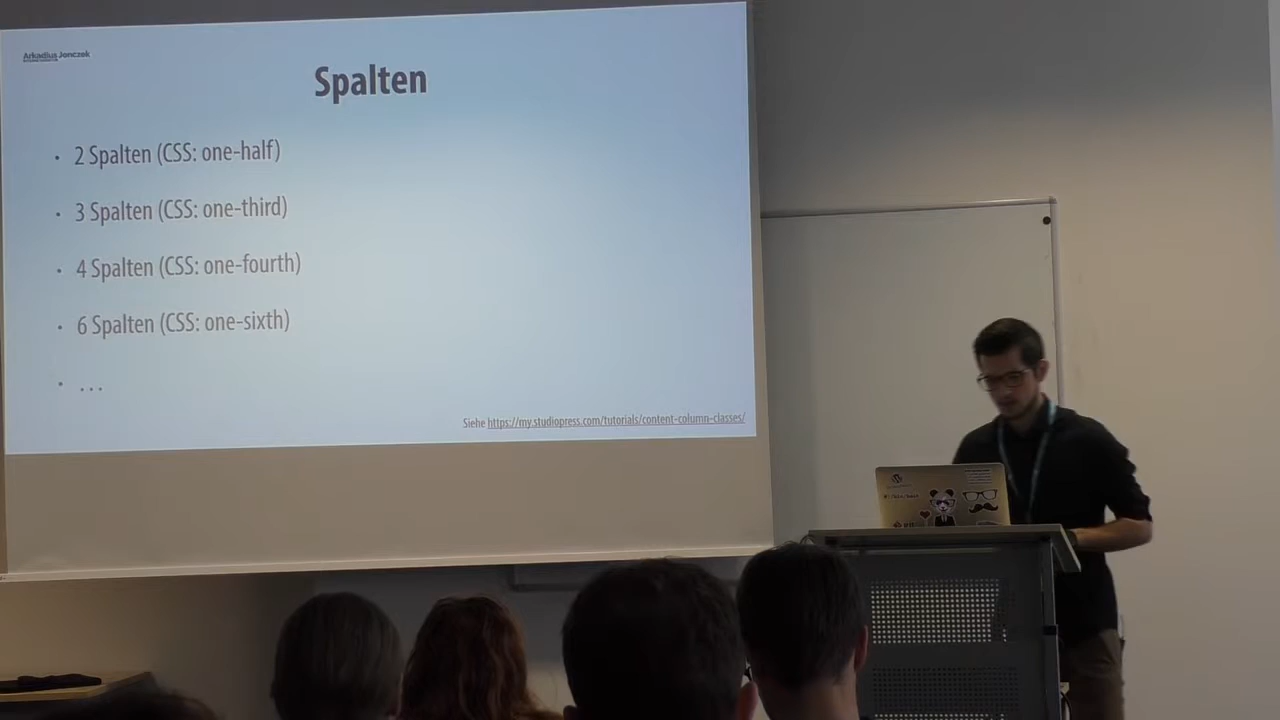 Arkadius Jonczek
Spalten
• 2 Spalten (CSS: one-half)
• 3 Spalten (CSS: one-third)
• 4 Spalten (CSS: one-fourth)
• 6 Spalten (CSS: one-sixth)
• ...
Siehe https://my.studiopress.com/tutorials/content-column-classes/